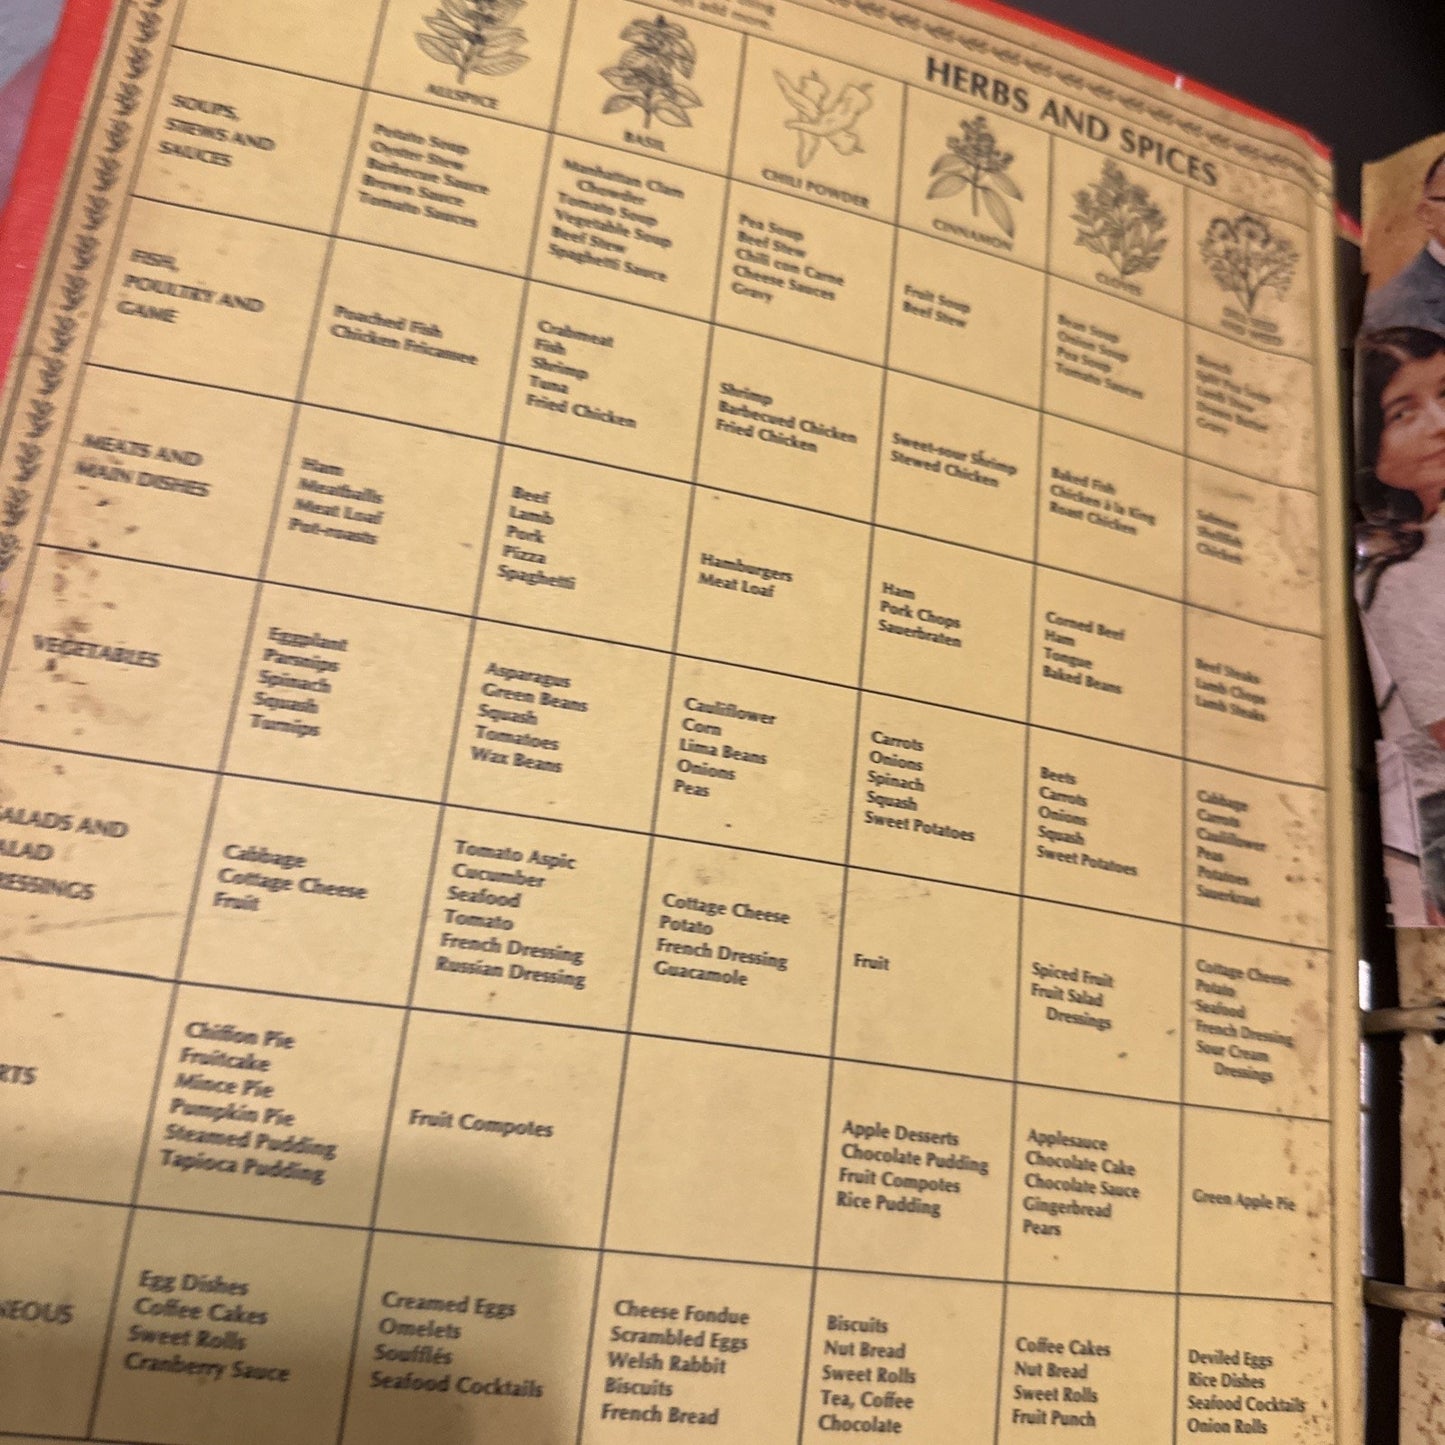 add more.
HERBS AND SPICES
ALLSPICE
BASIL
CHILI POWDER
CINNAMON
CLOVES
SOUPS,
STEWS AND
SAUCES
Potato Soup
Oyster Stew
Barbecue Sauce
Brown Sauce
Tomato Sauces
Manhattan Clam
Chowder
Tomato Soup
Vegetable Soup
Beef Stew
Spaghetti Sauce
Pea Soup
Beef Stew
Chili con Carne
Cheese Sauces
Gravy
Fruit Soup
Beef Stew
Bean Soup
Onion Soup
Pea Soup
Tomato Sauces
Gravy
FISH,
POULTRY AND
GAME
Poached Fish
Chicken Fricassee
Crabmeat
Fish
Shrimp
Tuna
Fried Chicken
Shrimp
Barbecued Chicken
Fried Chicken
Sweet-sour Shrimp
Stewed Chicken
Baked Fish
Chicken à la King
Roast Chicken
Salmon
Shellfish
Chicken
MEATS AND
MAIN DISHES
Ham
Meatballs
Meat Loaf
Pot-roasts
Beef
Lamb
Pork
Pizza
Spaghetti
Hamburgers
Meat Loaf
Ham
Pork Chops
Sauerbraten
Corned Beef
Ham
Tongue
Baked Beans
Beef Steaks
Lamb Chops
Lamb Steaks
VEGETABLES
Eggplant
Parsnips
Spinach
Squash
Turnips
Asparagus
Green Beans
Squash
Tomatoes
Wax Beans
Cauliflower
Corn
Lima Beans
Onions
Peas
Carrots
Onions
Spinach
Squash
Sweet Potatoes
Beets
Carrots
Onions
Squash
Sweet Potatoes
Cabbage
Carrots
Cauliflower
Peas
Potatoes
Sauerkraut
ALADS AND
ALAD
RESSINGS
Cabbage
Cottage Cheese
Fruit
Tomato Aspic
Cucumber
Seafood
Tomato
French Dressing
Russian Dressing
Cottage Cheese
Potato
French Dressing
Guacamole
Fruit
Spiced Fruit
Fruit Salad
Dressings
Cottage Cheese
Potato
Seafood
French Dressing
Sour Cream
Dressings
RTS
Chiffon Pie
Fruitcake
Mince Pie
Pumpkin Pie
Steamed Pudding
Tapioca Pudding
Fruit Compotes
Apple Desserts
Chocolate Pudding
Fruit Compotes
Rice Pudding
Applesauce
Chocolate Cake
Chocolate Sauce
Gingerbread
Pears
Green Apple Pie
NEOUS
Egg Dishes
Coffee Cakes
Sweet Rolls
Cranberry Sauce
Creamed Eggs
Omelets
Soufflés
Seafood Cocktails
Cheese Fondue
Scrambled Eggs
Welsh Rabbit
Biscuits
French Bread
Biscuits
Nut Bread
Sweet Rolls
Tea, Coffee
Chocolate
Coffee Cakes
Nut Bread
Sweet Rolls
Fruit Punch
Deviled Eggs
Rice Dishes
Seafood Cocktails
Onion Rolls